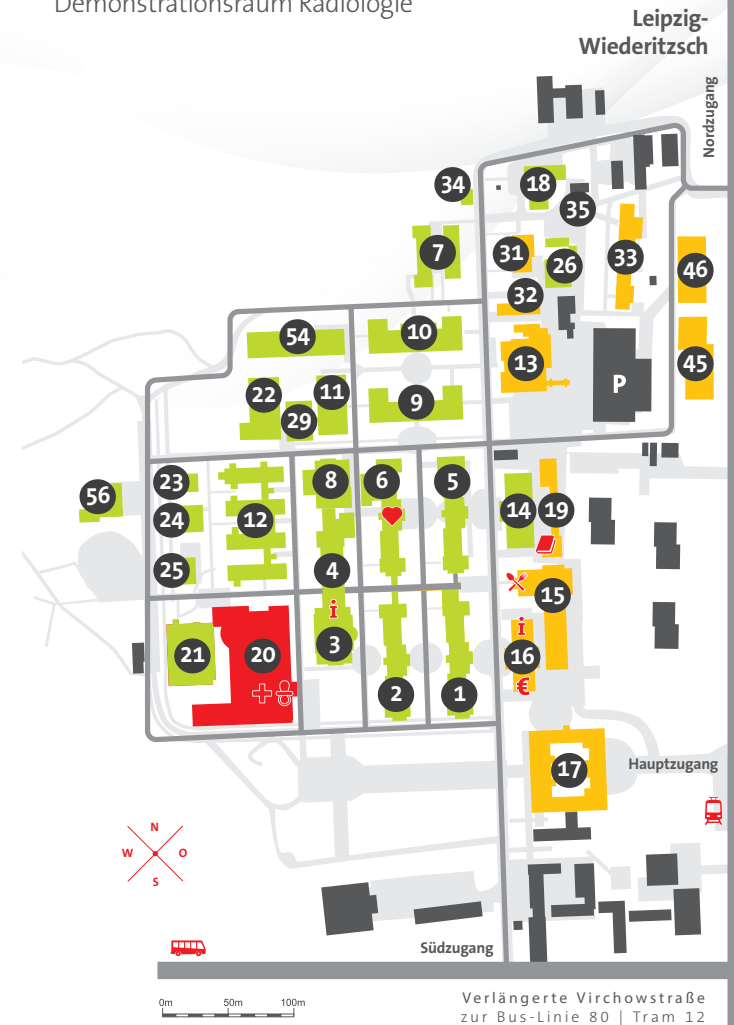 Demonstrationsraum Radiologie
Leipzig-
Wiederitzsch
Nordzugang
34
18
35
7
31
26
33
46
32
54
10
13
45
P
22
11
29
9
56
23
8
6
5
24
12
14
19
25
4
15
i
i
21
20
3
16
€
2
1
17
Hauptzugang
N
W
O
S
Südzugang
0m
50m
100m
Verlängerte Virchowstraße
zur Bus-Linie 80 | Tram 12